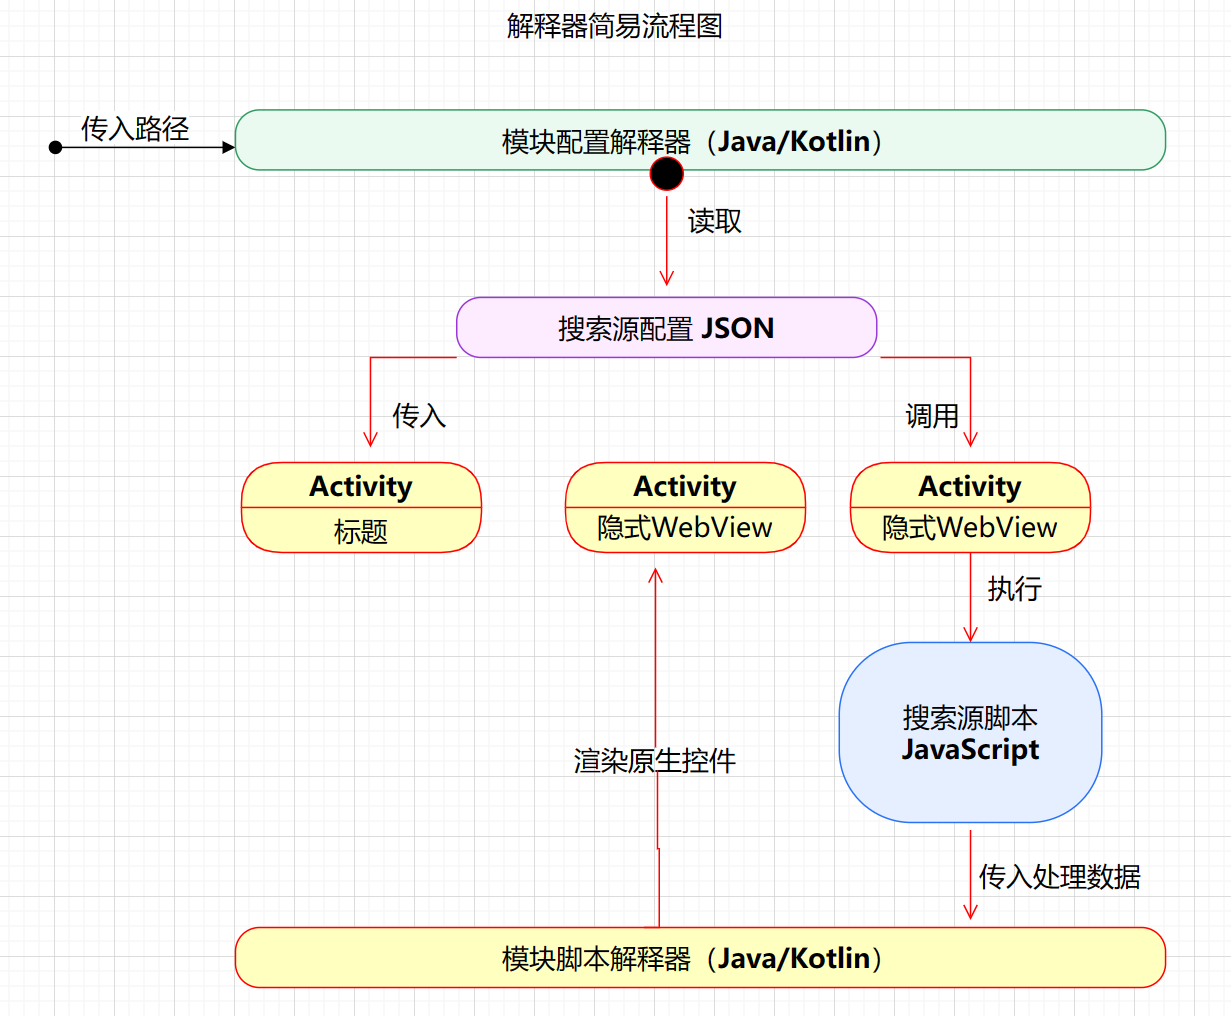 解释器简易流程图
传入路径
模块配置解释器（Java/Kotlin）
读取
搜索源配置 JSON
传入
调用
Activity
标题
Activity
隐式WebView
Activity
隐式WebView
执行
搜索源脚本
JavaScript
渲染原生控件
传入处理数据
模块脚本解释器（Java/Kotlin）